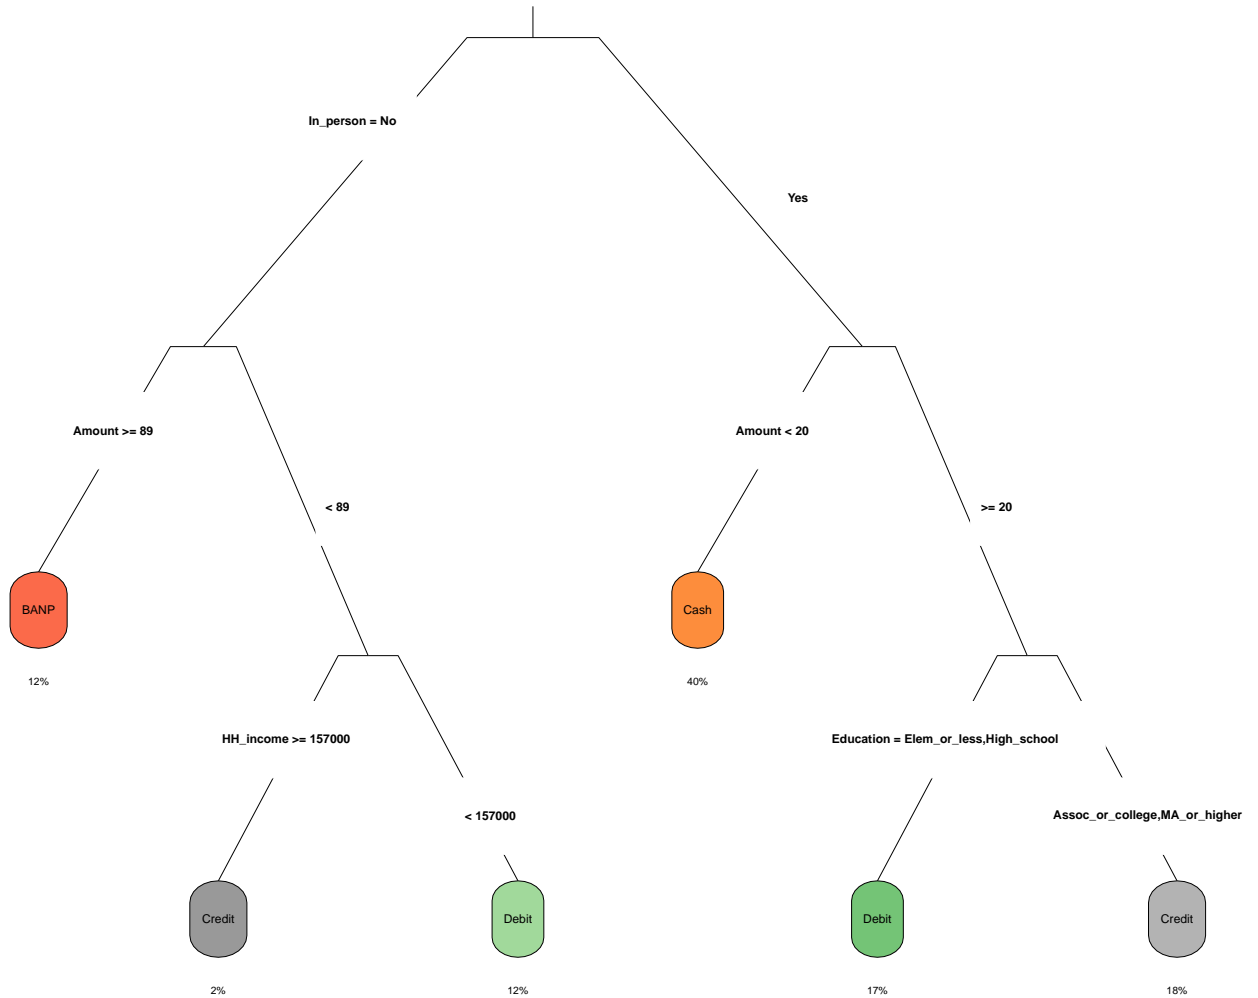 In_person = No
Yes
Amount >= 89
Amount < 20
< 89
>= 20
BANP
Cash
12%
40%
HH_income >= 157000
Education = Elem_or_less,High_school
< 157000
Assoc_or_college,MA_or_higher
Credit
Debit
Debit
Credit
2%
12%
17%
18%